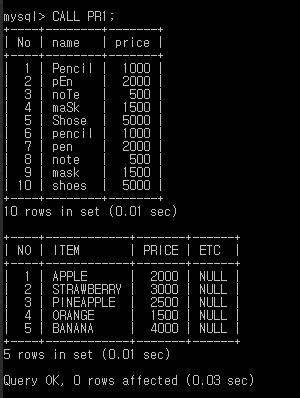 mysql> CALL PR1;
+----+--------+-------+
| No | name | price |
+----+--------+-------+
| 1 | Pencil | 1000 |
| 2 | pEn | 2000 |
| 3 | noTe | 500 |
| 4 | maSk | 1500 |
| 5 | Shose | 5000 |
| 6 | pencil | 1000 |
| 7 | pen | 2000 |
| 8 | note | 500 |
| 9 | mask | 1500 |
| 10 | shoes | 5000 |
+----+--------+-------+
10 rows in set (0.01 sec)
+----+------------+-------+------+
| NO | ITEM | PRICE | ETC |
+----+------------+-------+------+
| 1 | APPLE | 2000 | NULL |
| 2 | STRAWBERRY | 3000 | NULL |
| 3 | PINEAPPLE | 2500 | NULL |
| 4 | ORANGE | 1500 | NULL |
| 5 | BANANA | 4000 | NULL |
+----+------------+-------+------+
5 rows in set (0.01 sec)
Query OK, 0 rows affected (0.03 sec)